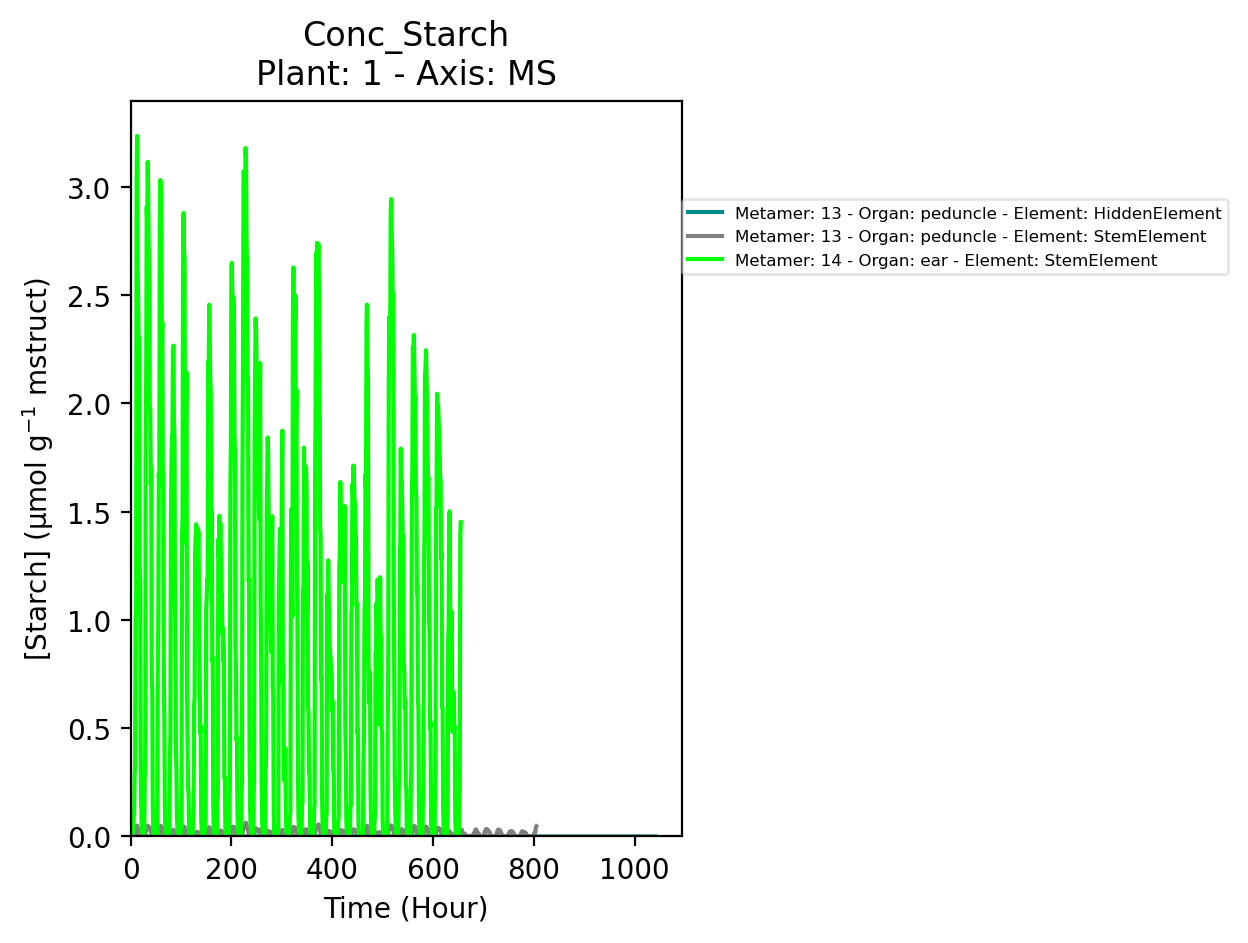 Conc_Starch
Plant: 1 - Axis: MS
3.0
2.5
2.0
1.5
1.0
0.5
0.0
[Starch] (µmol g⁻¹ mstruct)
0 200 400 600 800 1000
Time (Hour)
Metamer: 13 - Organ: peduncle - Element: HiddenElement
Metamer: 13 - Organ: peduncle - Element: StemElement
Metamer: 14 - Organ: ear - Element: StemElement